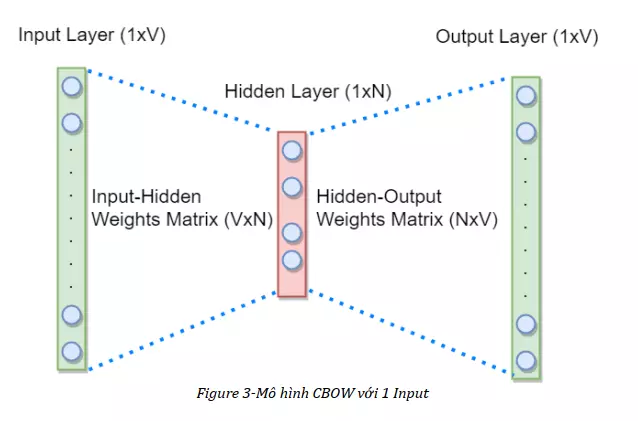 Input Layer (1xV)
Output Layer (1xV)
Hidden Layer (1xN)
Input-Hidden
Weights Matrix (VxN)
Hidden-Output
Weights Matrix (NxV)
Figure 3-Mô hình CBOW với 1 Input